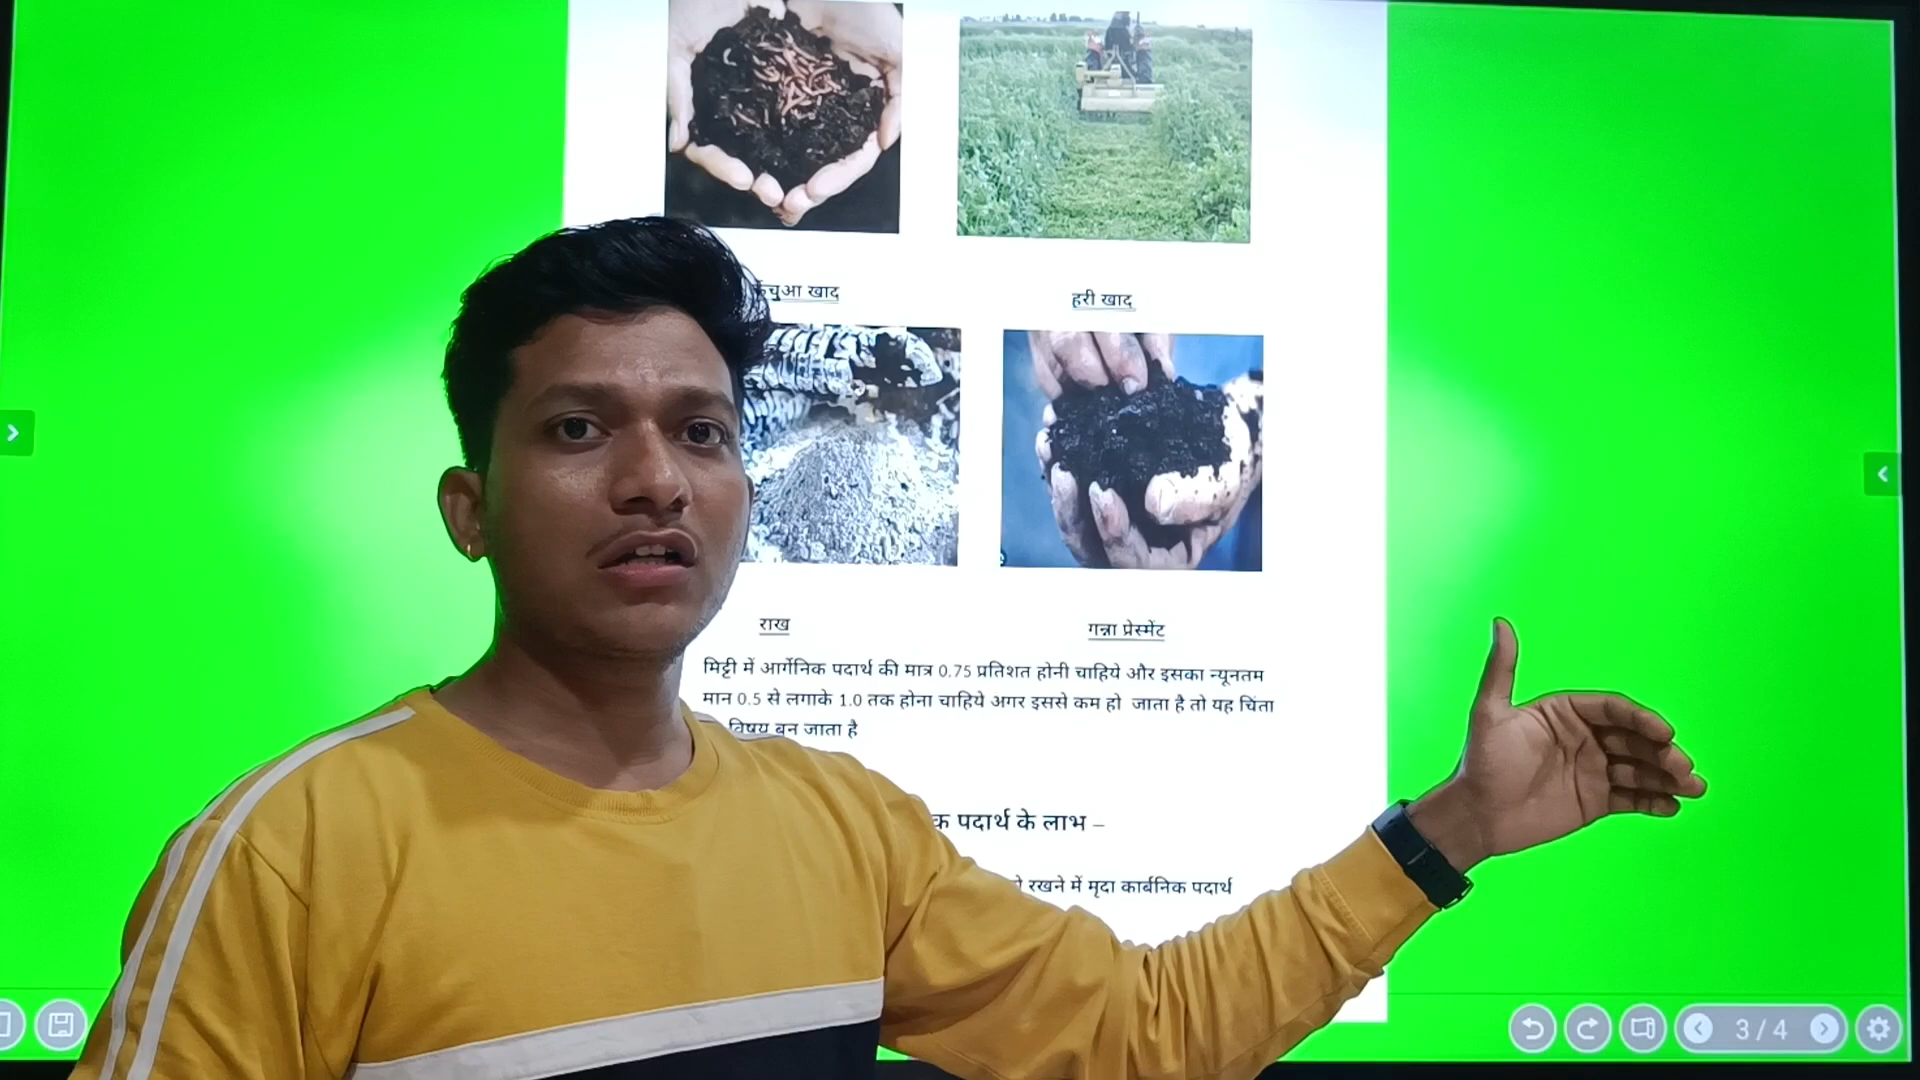 केंचुआ खाद
हरी खाद
राख
गन्ना प्रेस्मेंट
मिट्टी में आर्गेनिक पदार्थ की मात्र 0.75 प्रतिशत होनी चाहिये और इसका न्यूनतम
मान 0.5 से लगाके 1.0 तक होना चाहिये अगर इससे कम हो जाता है तो यह चिंता
विषय बन जाता है
पदार्थ के लाभ –
रखने में मृदा कार्बनिक पदार्थ
3 / 4